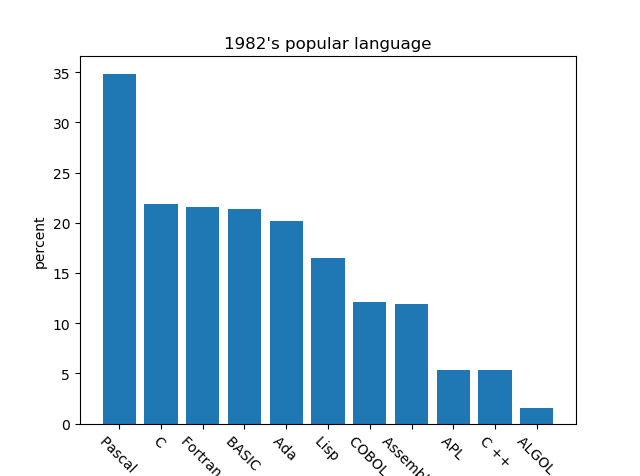 1982's popular language
percent
35
30
25
20
15
10
5
0
Pascal
C
Fortran
BASIC
Ada
Lisp
COBOL
APL
C ++
ALGOL